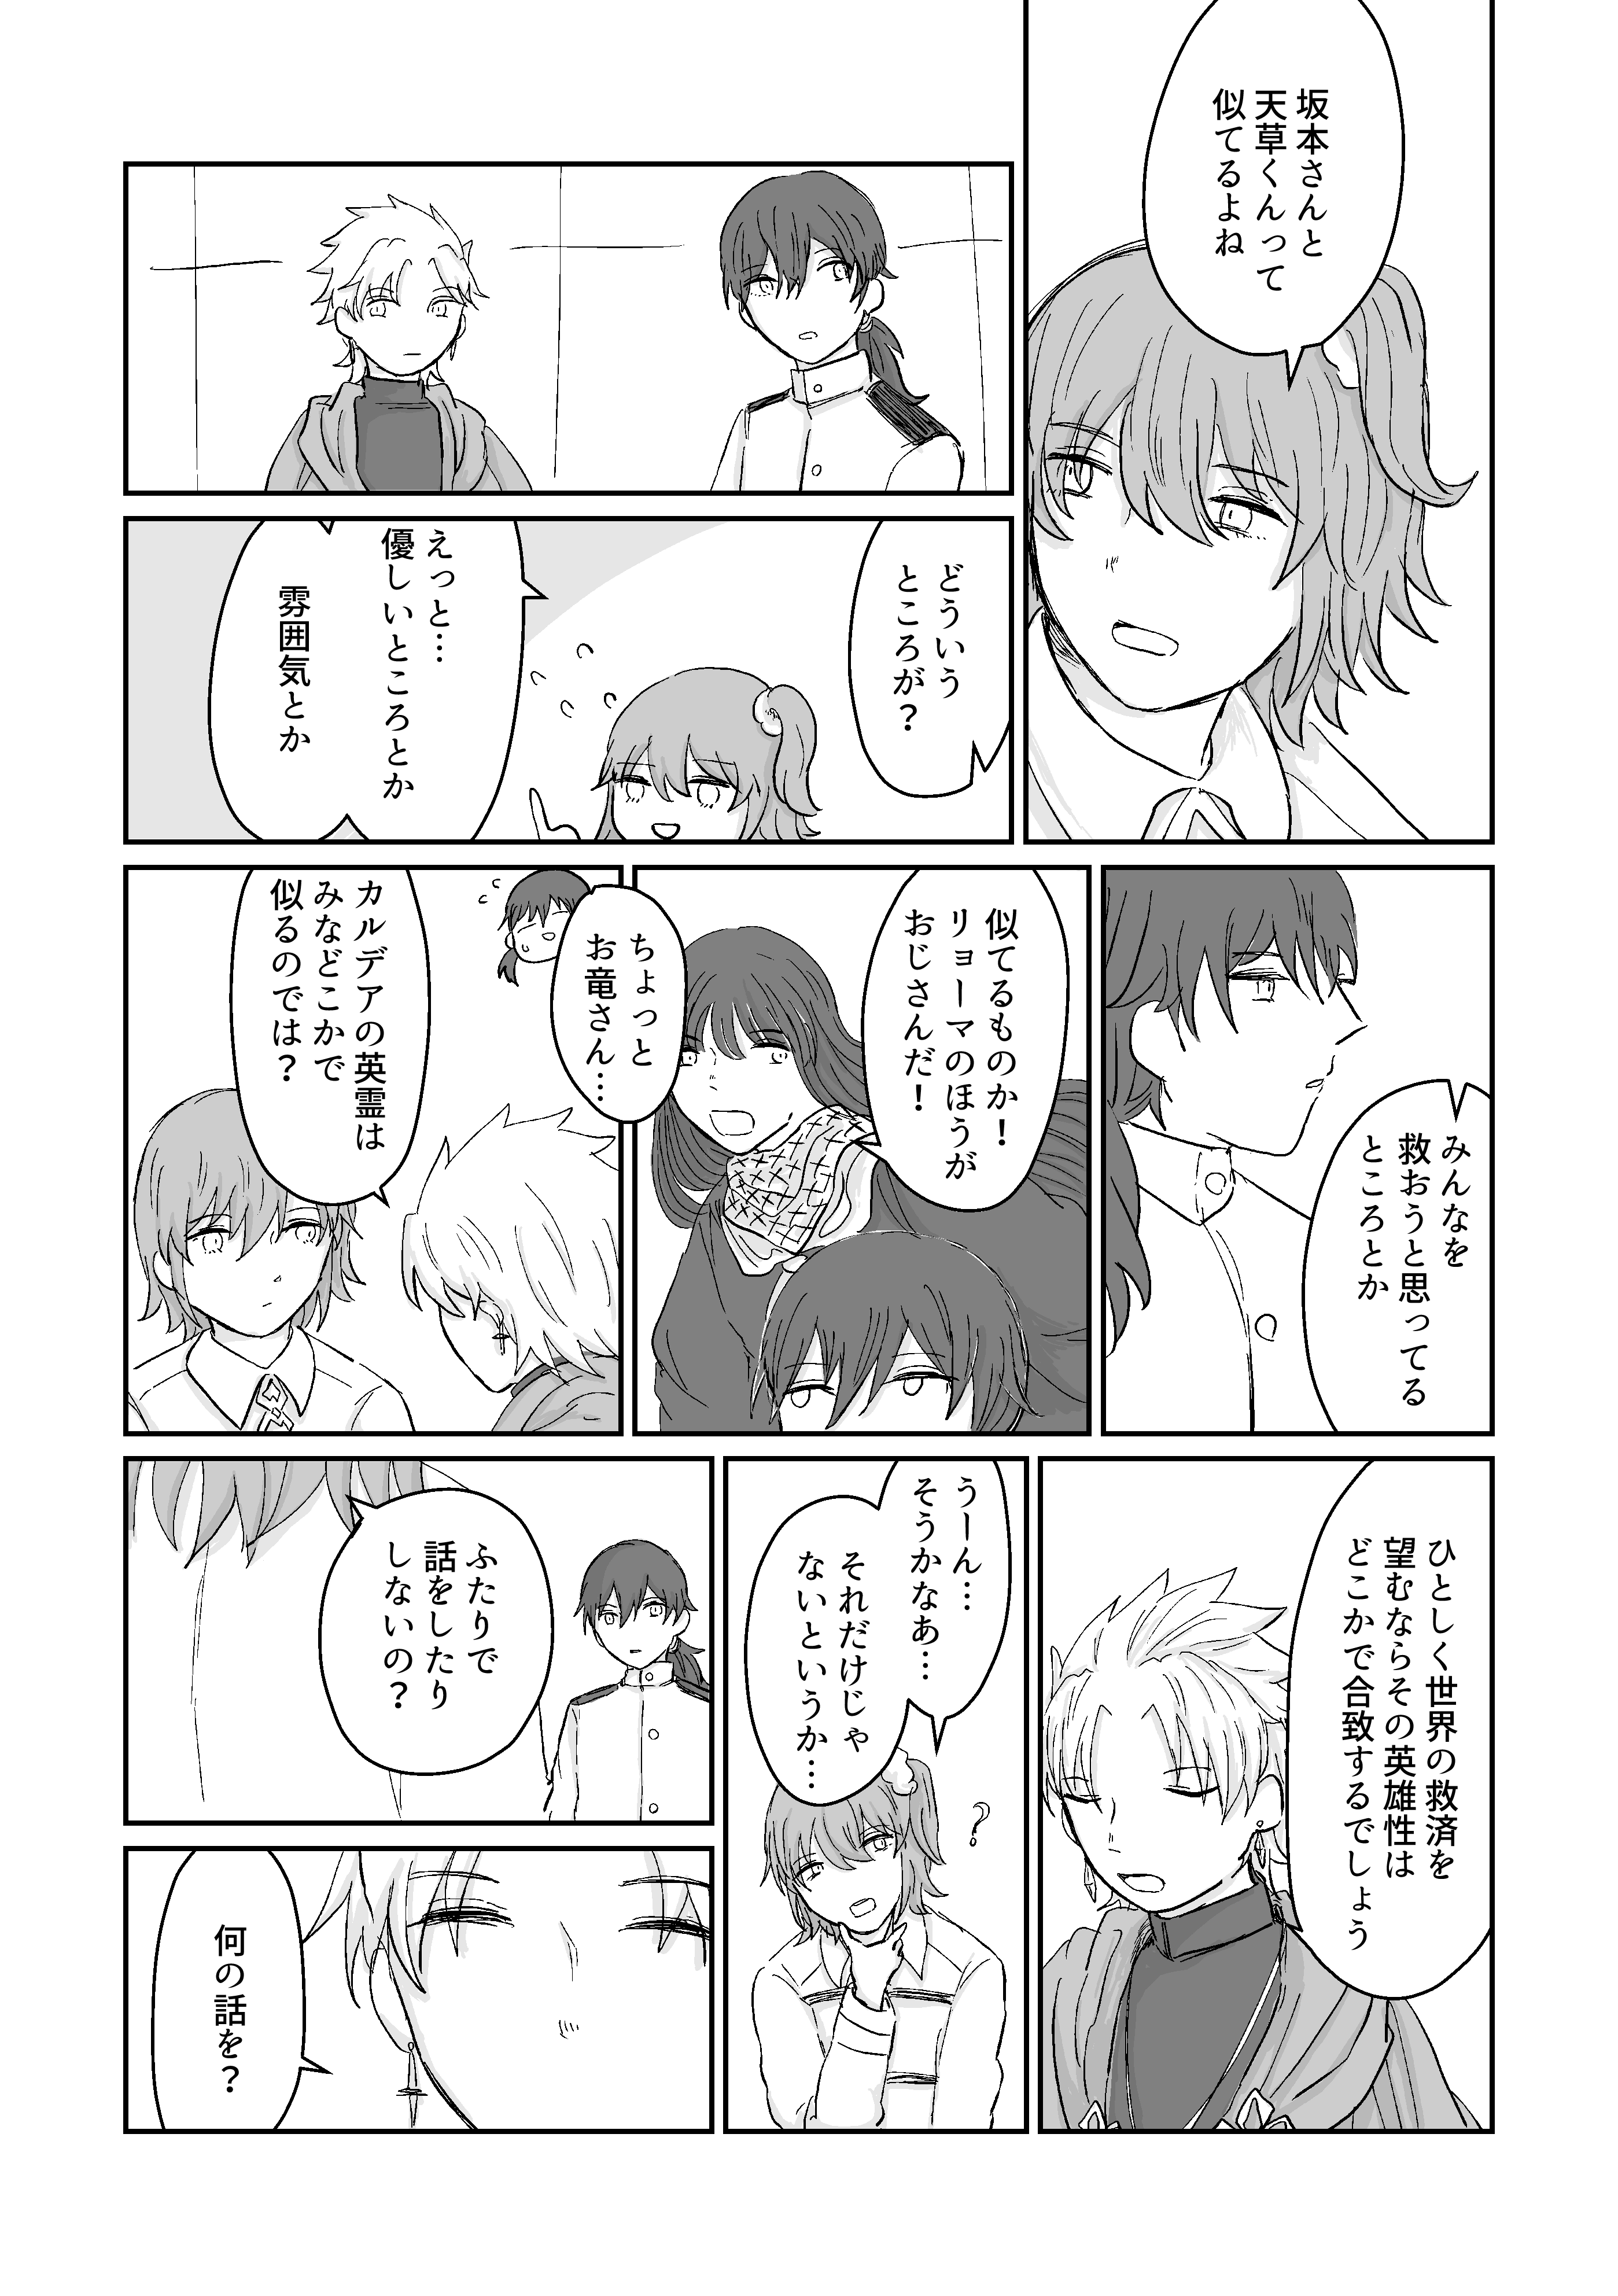 坂本さんと
天草くんって
似てるよね
どういう
ところが？
えっと…
優しいところとか
雰囲気とか
みんなを
救おうと思ってる
ところとか
似てるものか！
リョーマのほうが
おじさんだ！
ちょっと
お竜さん…
カルデアの英霊は
みなどこかで
似るのでは？
ひとしく世界の救済を
望むならその英雄性は
どこかで合致するでしょう
うーん…
そうかなあ…
それだけじゃ
ないというか…
?
ふたりで
話をしたり
しないの？
何の話を？